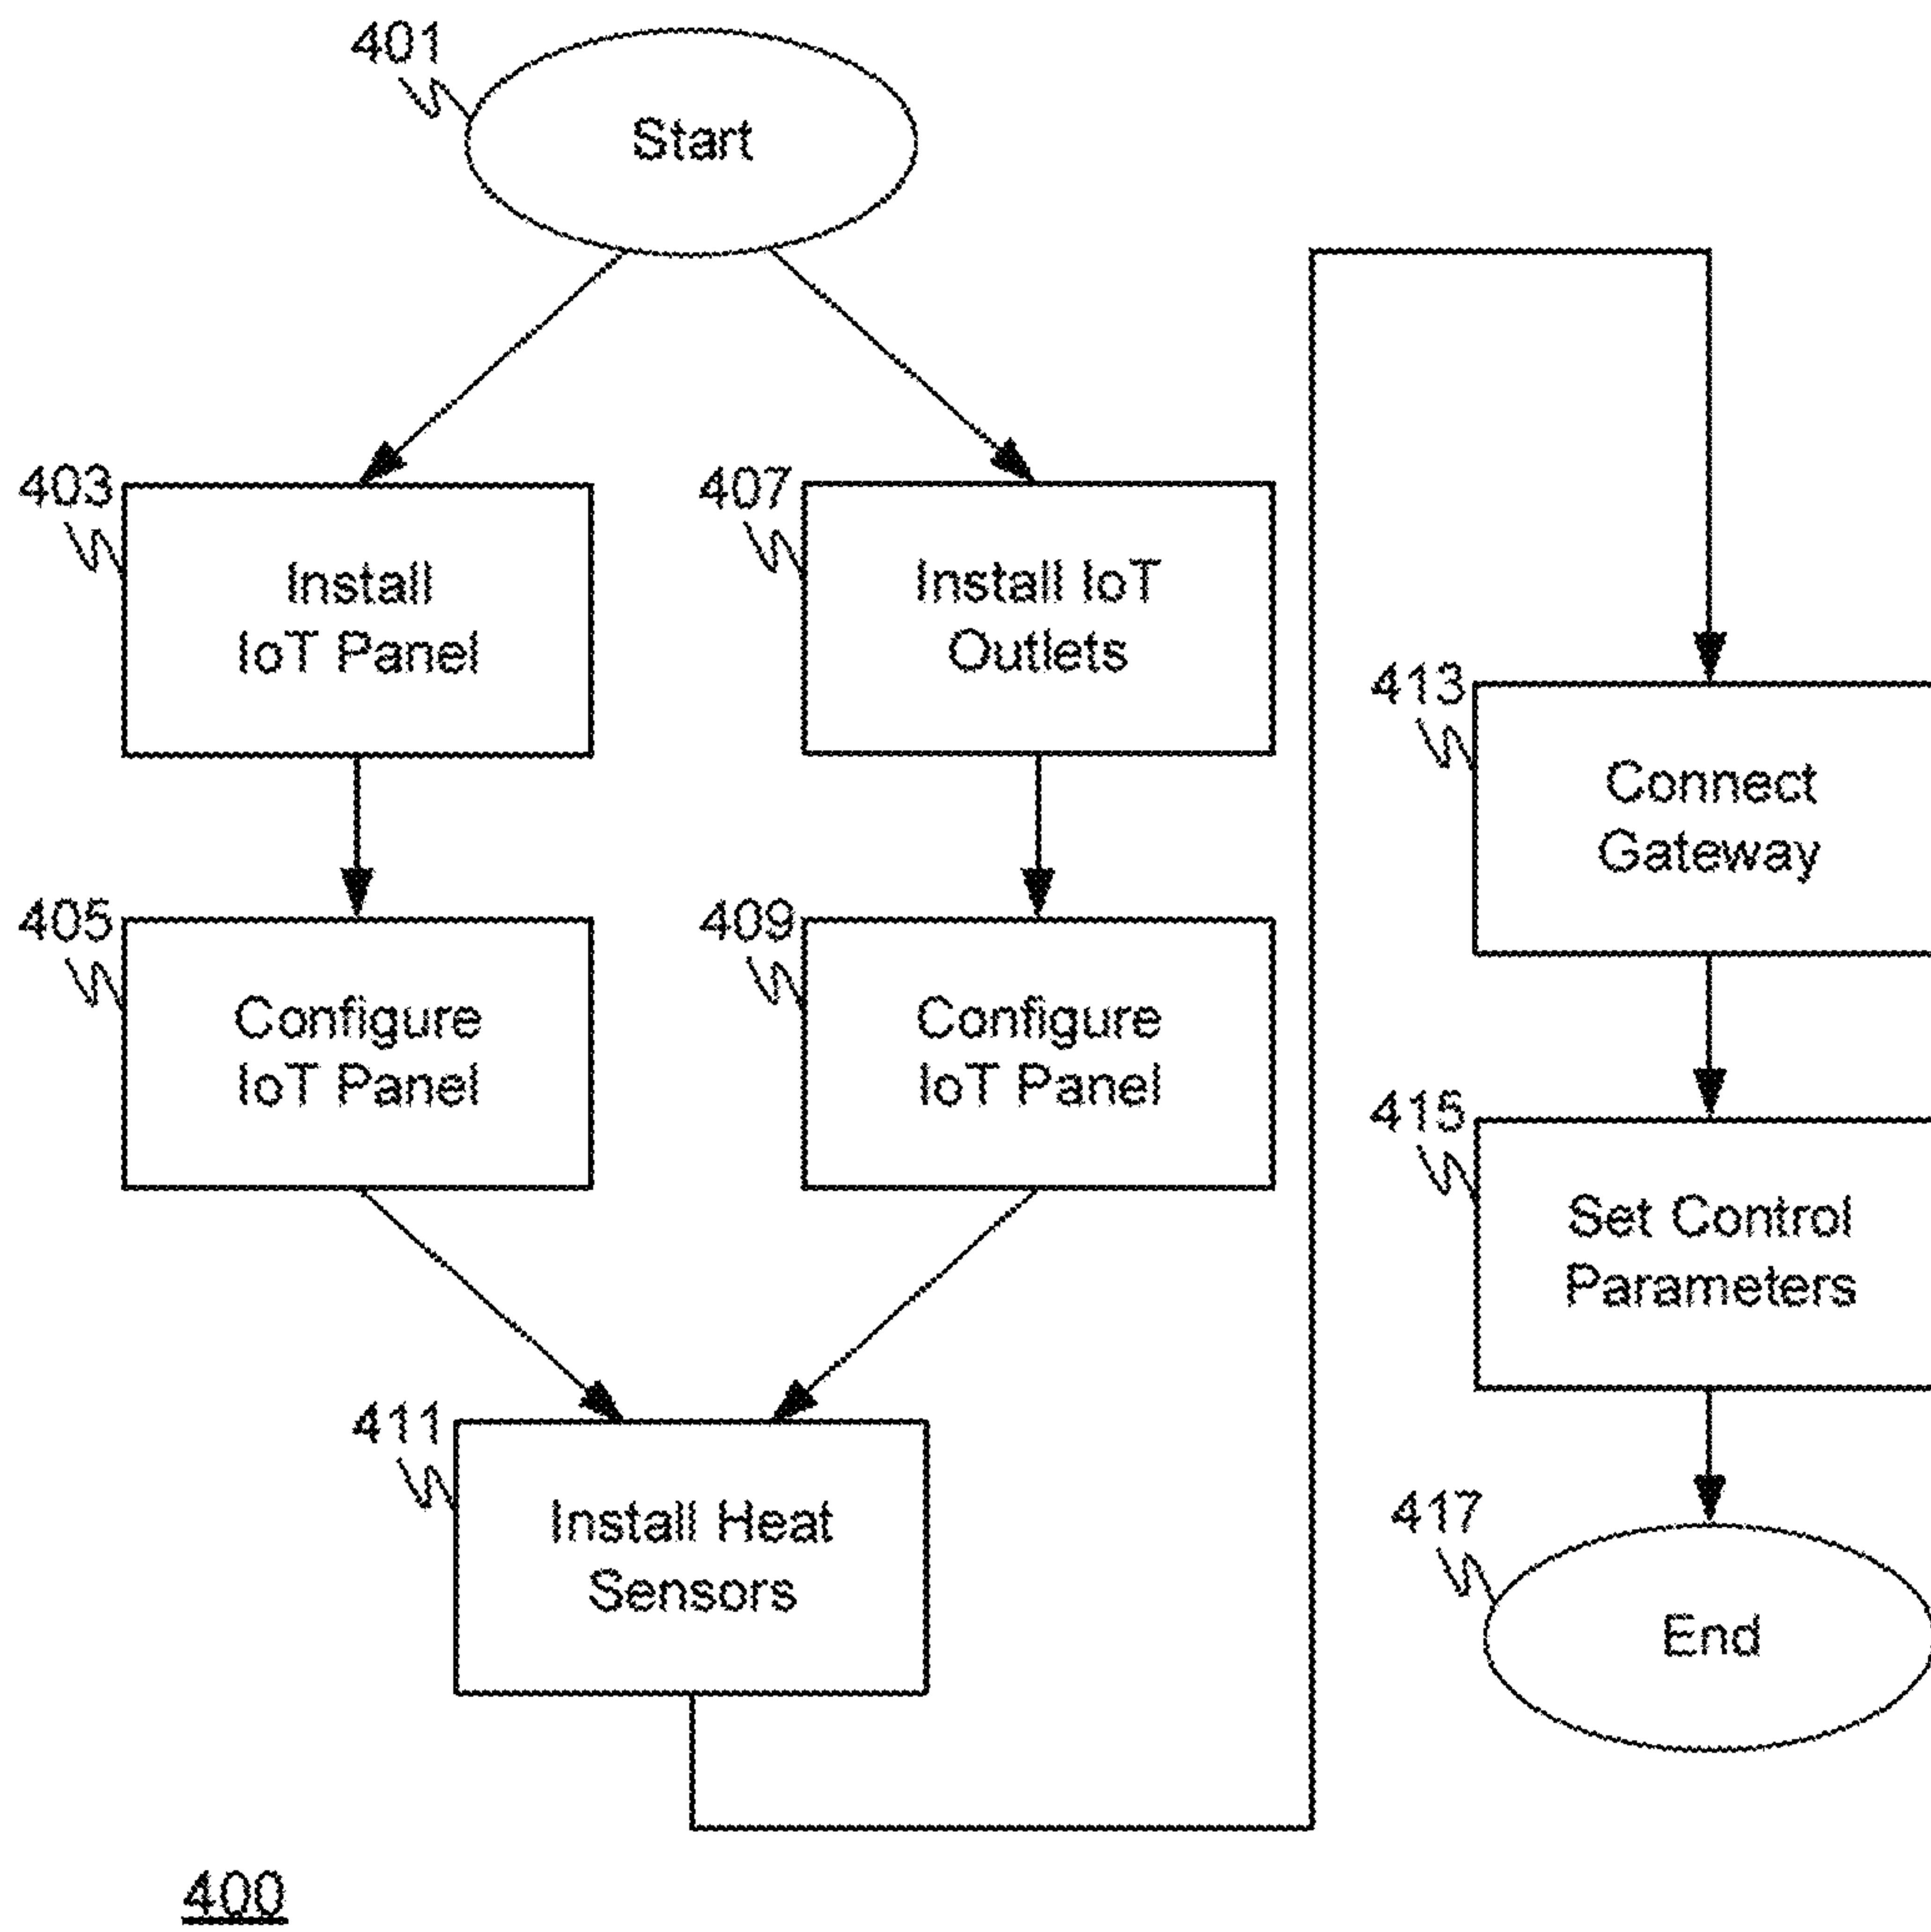 401
Start
403
Install
IoT Panel
407
Install IoT
Outlets
405
Configure
IoT Panel
409
Configure
IoT Panel
411
Install Heat
Sensors
413
Connect
Gateway
415
Set Control
Parameters
417
End
400